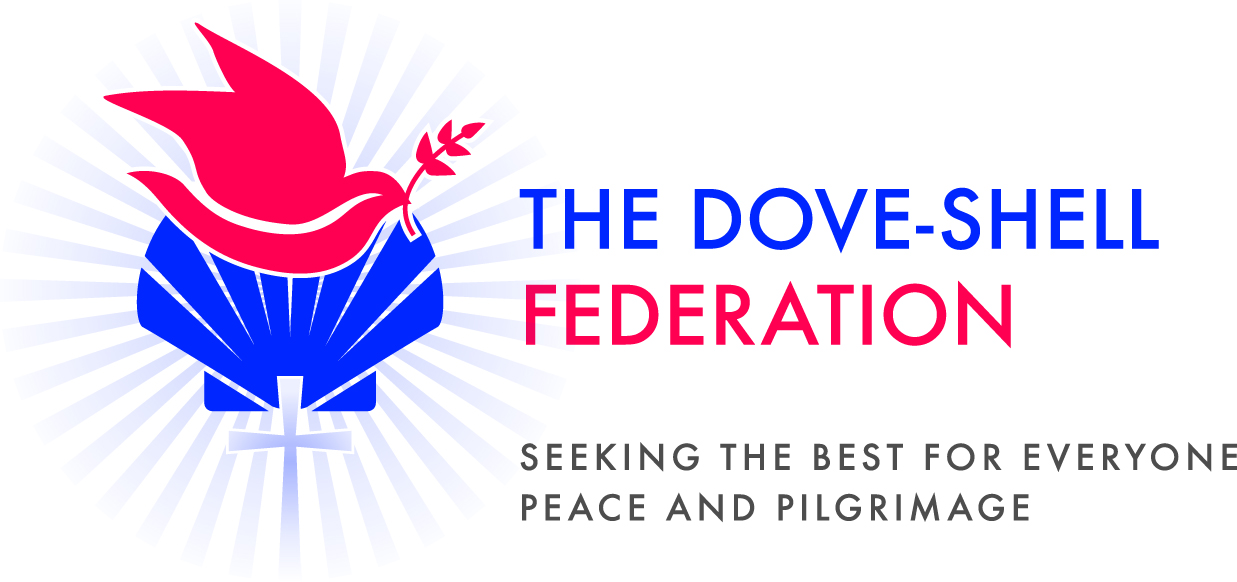 THE DOVE-SHELL
FEDERATION
SEEKING THE BEST FOR EVERYONE
PEACE AND PILGRIMAGE